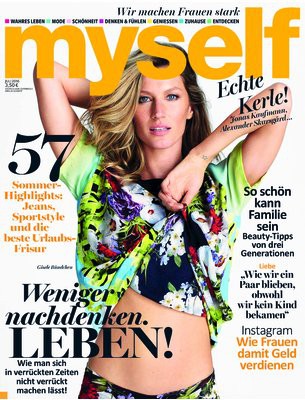 Wir machen Frauen stark
WAHRES LEBEN MODE SCHÖNHEIT DENKEN & FÜHLEN GENIESSEN ZUHAUSE ENTDECKEN
myself
3,50 €
Echte
Kerle!
Jonas Kaufmann,
Alexander Skarsgård...
57
Sommer-
Highlights:
Jeans,
Sportstyle
und die
beste Urlaubs-
Frisur
Gisele Bündchen
So schön
kann
Familie
sein
Beauty-Tipps
von drei
Generationen
Liebe
„Wie wir ein
Paar blieben,
obwohl
wir kein Kind
bekamen“
Instagram
Wie Frauen
damit Geld
verdienen
Weniger
nachdenken.
LEBEN!
Wie man sich
in verrückten Zeiten
nicht verrückt
machen lässt!